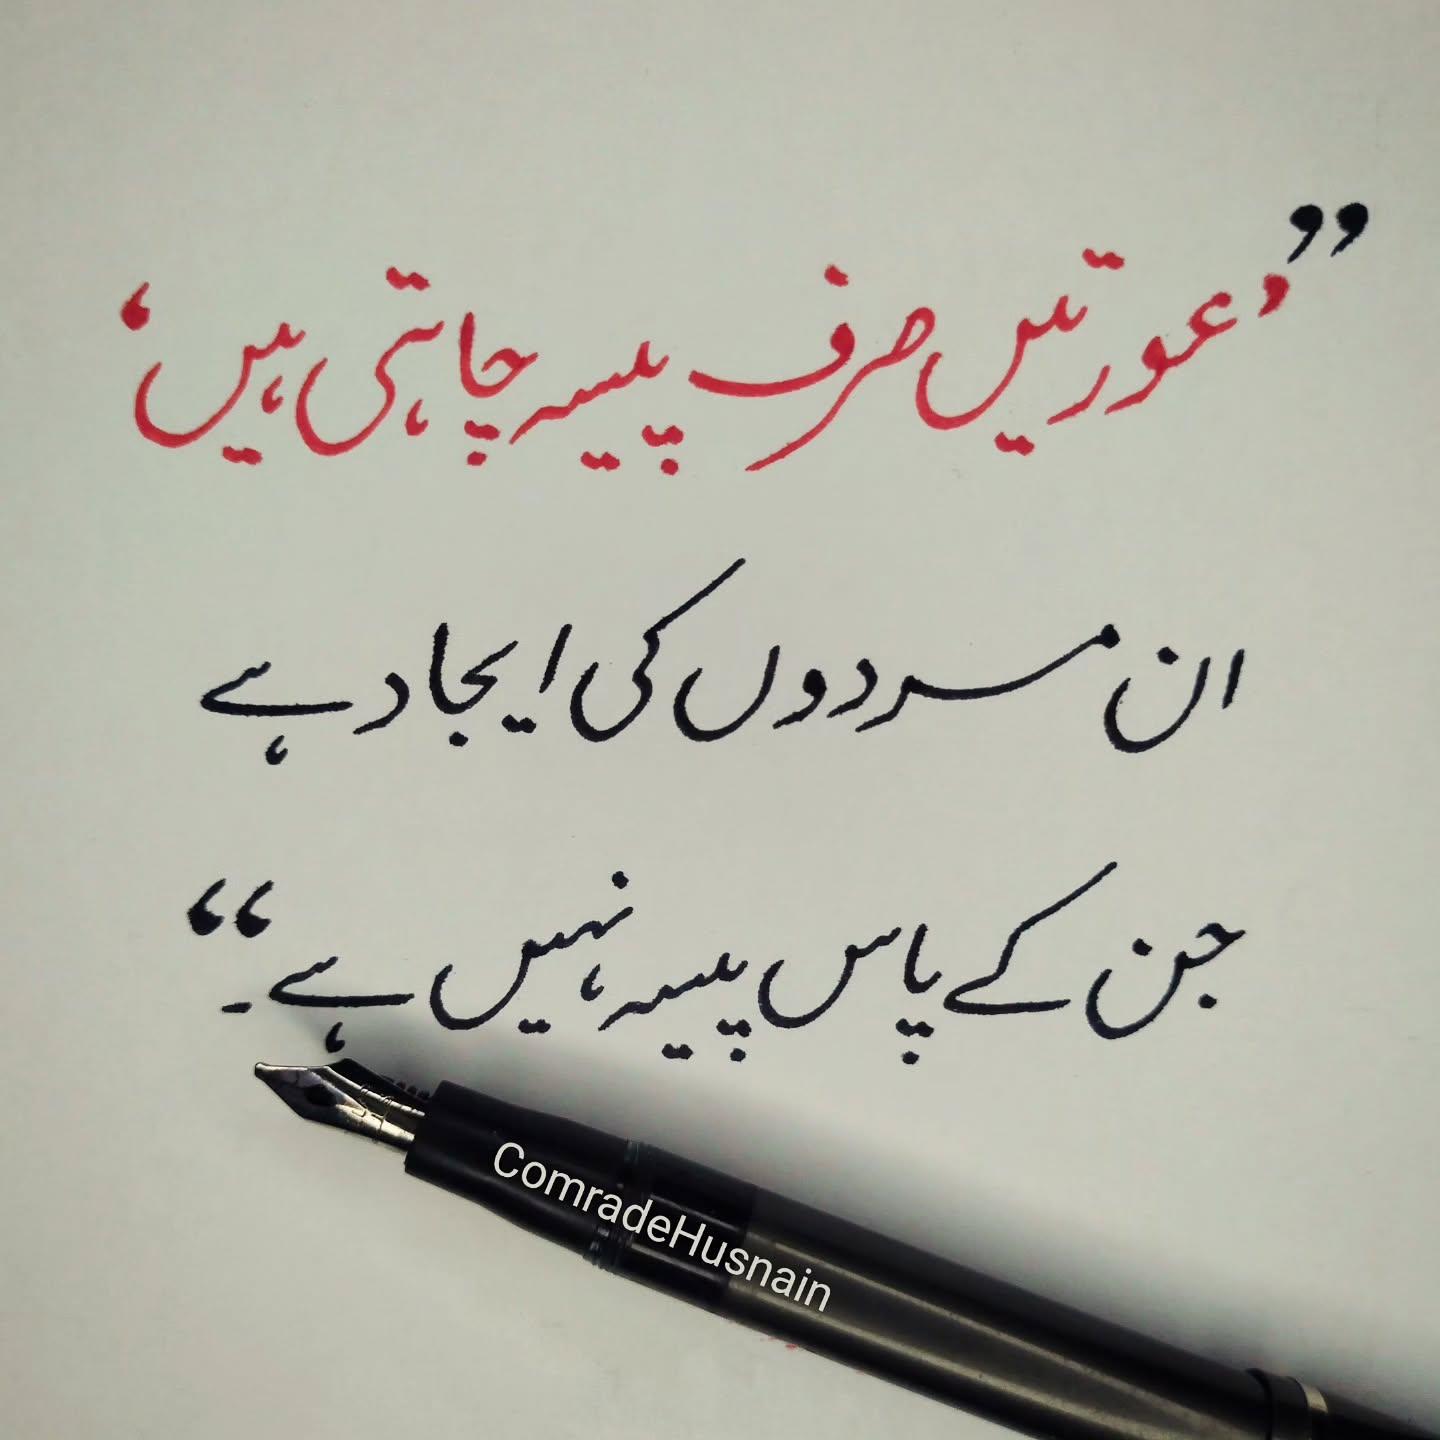 ”’عورتیں صرف پیسہ چاہتی ہیں‘
ان مردوں کی ایجاد ہے
جن کے پاس پیسہ نہیں ہے۔“
ComradeHusnain